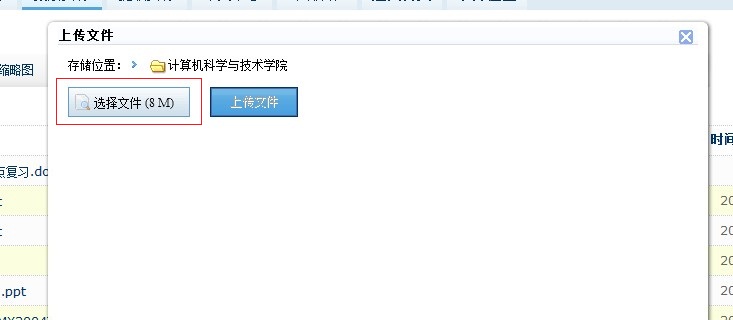 上传文件
存储位置： 计算机科学与技术学院
选择文件 (8 M) 上传文件
缩略图
时间
点复习.do
20
20
20
.ppt 20